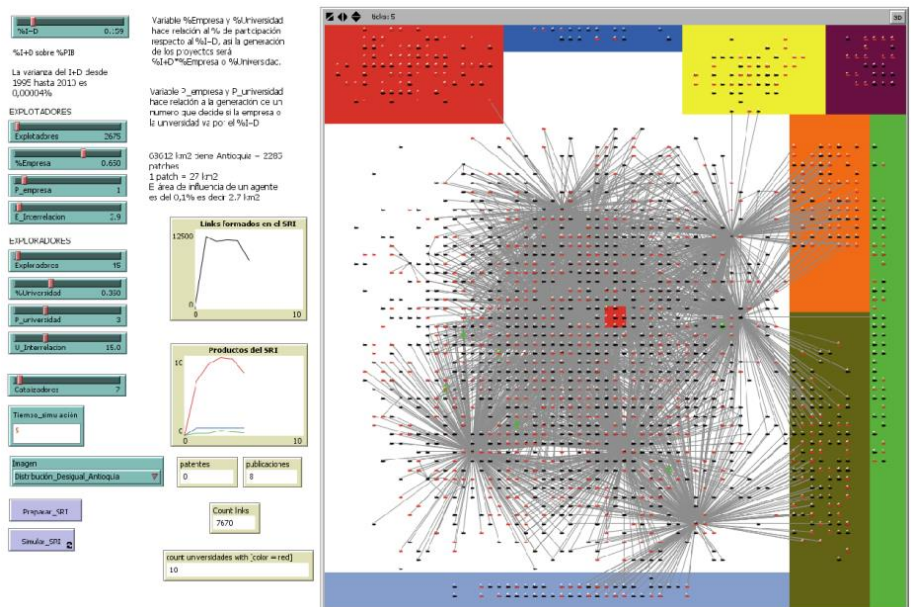 %I-D 0.159
%I+D sobre %PIB
La varianza del I+D desde
1995 hasta 2010 es
0,00004%
EXPLOTADORES
Explotadores 2675
%Empresa 0.650
P_empresa 1
E_Interrelacion 2.9
EXPLORADORES
Exploradores 15
%Universidad 0.350
P_universidad 3
U_Interrelacion 15.0
Catalizadores 7
Tiempo_simulación
5
Imagen
Distribución_Desigual_Antioquia
Preparar_SRI
Simular_SRI
Variable %Empresa y %Universidad
hace relación al % de participación
respecto al %I-D, así la generación
de los proyectos será
%I+D*%Empresa o %Universidad.
Variable P_empresa y P_universidad
hace relación a la generación de un
numero que decide si la empresa o
la universidad va por el %I-D
63612 km2 tiene Antioquia = 2285
patches
1 patch = 27 km2
E área de influencia de un agente
es del 0,1% es decir 2.7 km2
Links formados en el SRI
12500
0
0 10
Productos del SRI
10
0
0 10
patentes
0
publicaciones
8
Count links
7670
count universidades with [color = red]
10
ticks: 5
3D